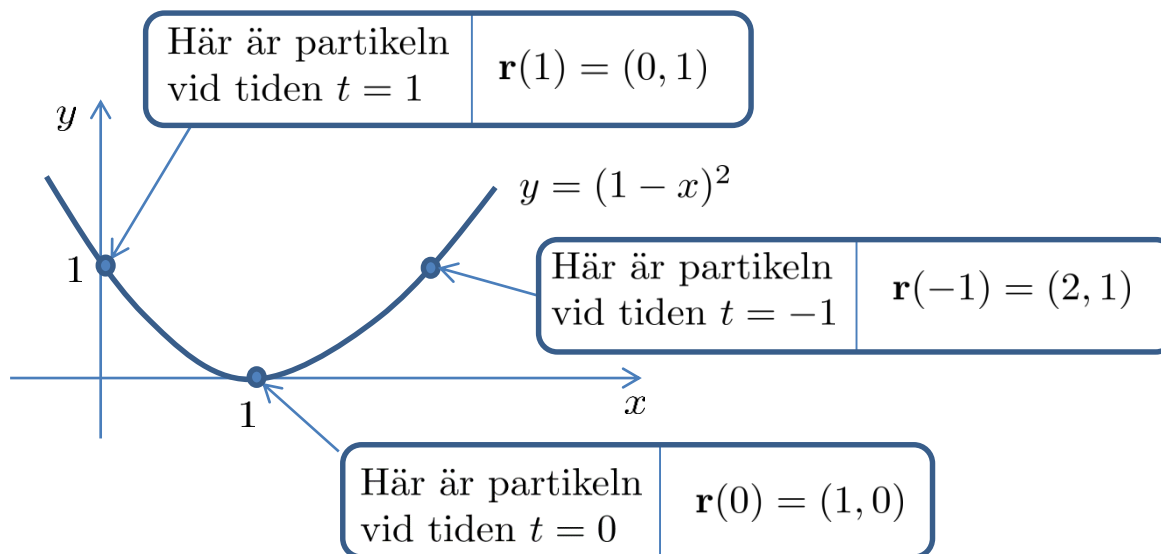 Här är partikeln
vid tiden t = 1
r(1) = (0, 1)
y
y = (1 − x)²
1
Här är partikeln
vid tiden t = −1
r(−1) = (2, 1)
1
x
Här är partikeln
vid tiden t = 0
r(0) = (1, 0)